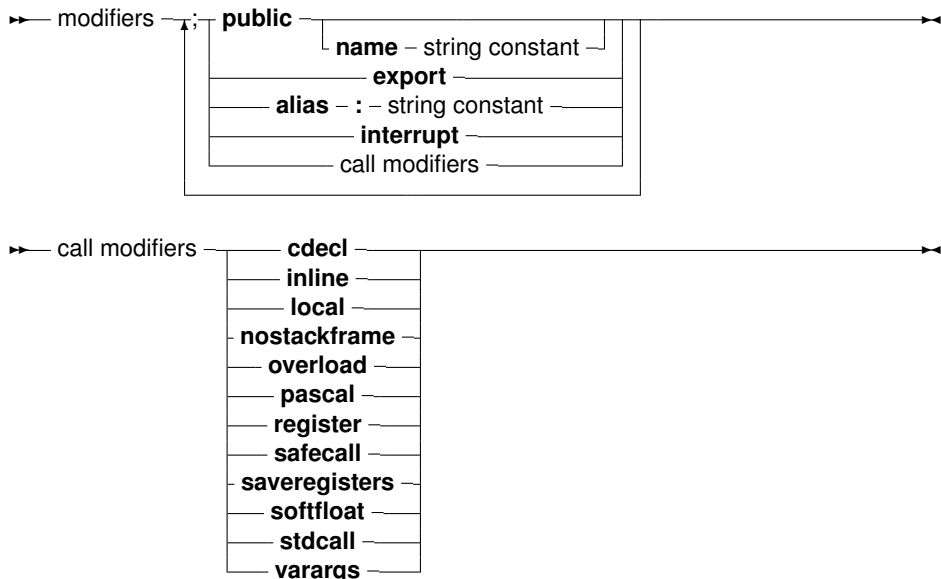 modifiers ; public
name string constant
export
alias : string constant
interrupt
call modifiers
call modifiers cdecl
inline
local
nostackframe
overload
pascal
register
safecall
saveregisters
softfloat
stdcall
varargs